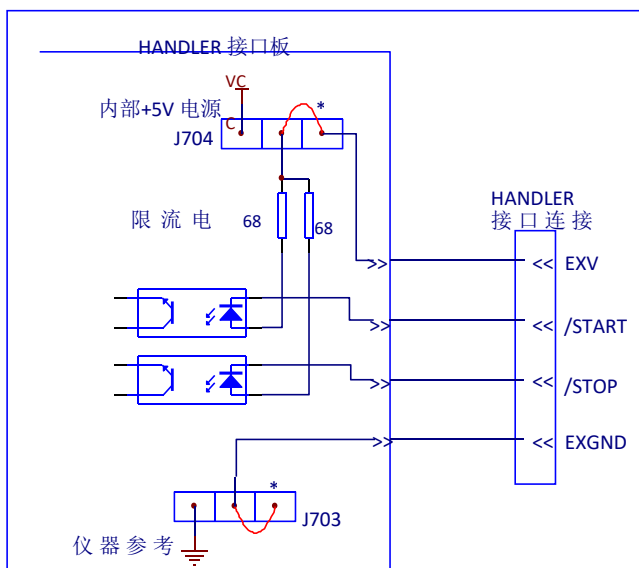 HANDLER 接口板
VC
C
内部+5V 电源
*
J704
限 流 电
68
68
HANDLER
接 口 连 接
>>
<< EXV
>>
<< /START
>>
<< /STOP
>>
<< EXGND
*
J703
仪 器 参 考